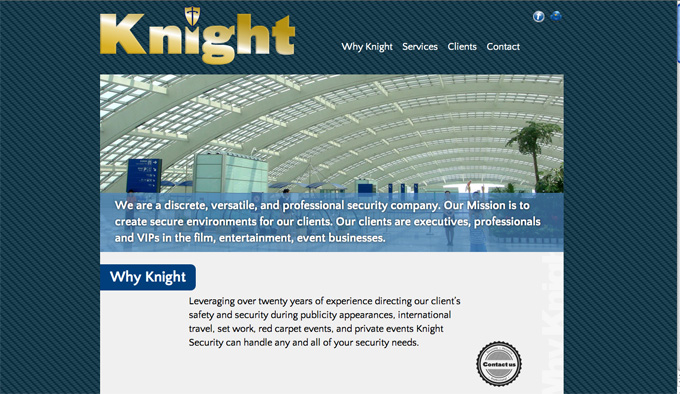 Knight
Why Knight Services Clients Contact
We are a discrete, versatile, and professional security company. Our Mission is to
create secure environments for our clients. Our clients are executives, professionals
and VIPs in the film, entertainment, event businesses.
Why Knight
Leveraging over twenty years of experience directing our client's
safety and security during publicity appearances, international
travel, set work, red carpet events, and private events Knight
Security can handle any and all of your security needs.
Contact us
Why Knight